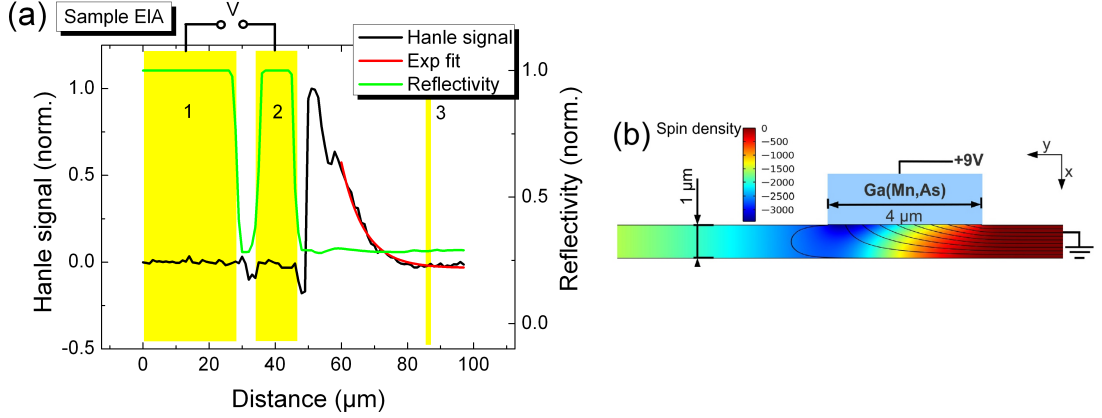 (a)
Sample EIA
V
Hanle signal
Exp fit
Reflectivity
1
2
3
1.0
0.5
0.0
-0.5
Hanle signal (norm.)
1.0
0.5
0.0
Reflectivity (norm.)
0 20 40 60 80 100
Distance (µm)
(b)
Spin density
0
−500
−1000
−1500
−2000
−2500
−3000
1 µm
+9V
Ga(Mn,As)
4 µm
y
x